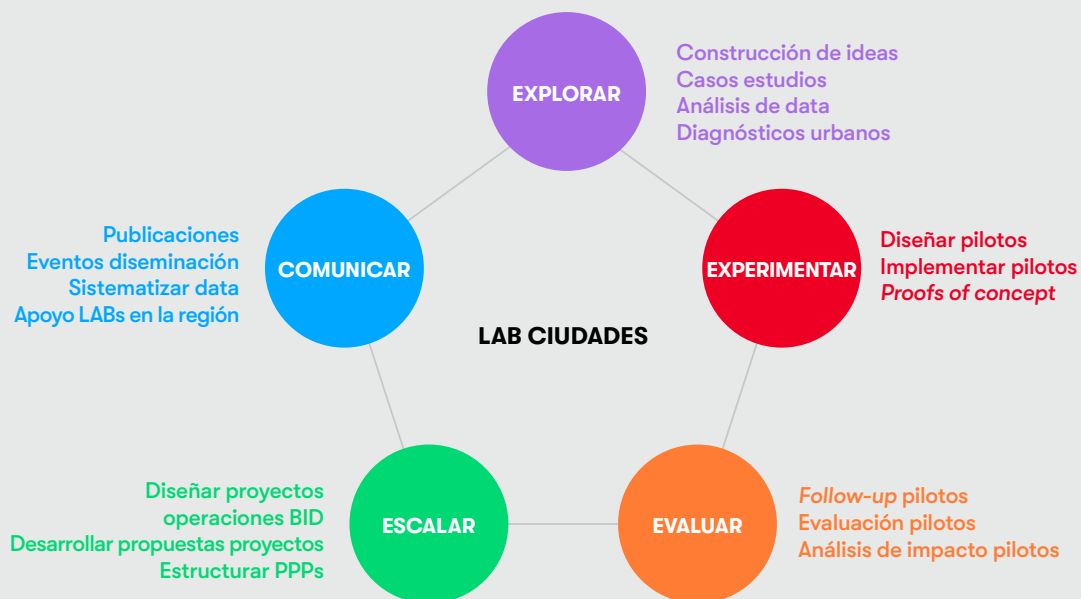 EXPLORAR
Construcción de ideas
Casos estudios
Análisis de data
Diagnósticos urbanos
EXPERIMENTAR
Diseñar pilotos
Implementar pilotos
Proofs of concept
EVALUAR
Follow-up pilotos
Evaluación pilotos
Análisis de impacto pilotos
ESCALAR
Diseñar proyectos
operaciones BID
Desarrollar propuestas proyectos
Estructurar PPPs
COMUNICAR
Publicaciones
Eventos diseminación
Sistematizar data
Apoyo LABs en la región
LAB CIUDADES